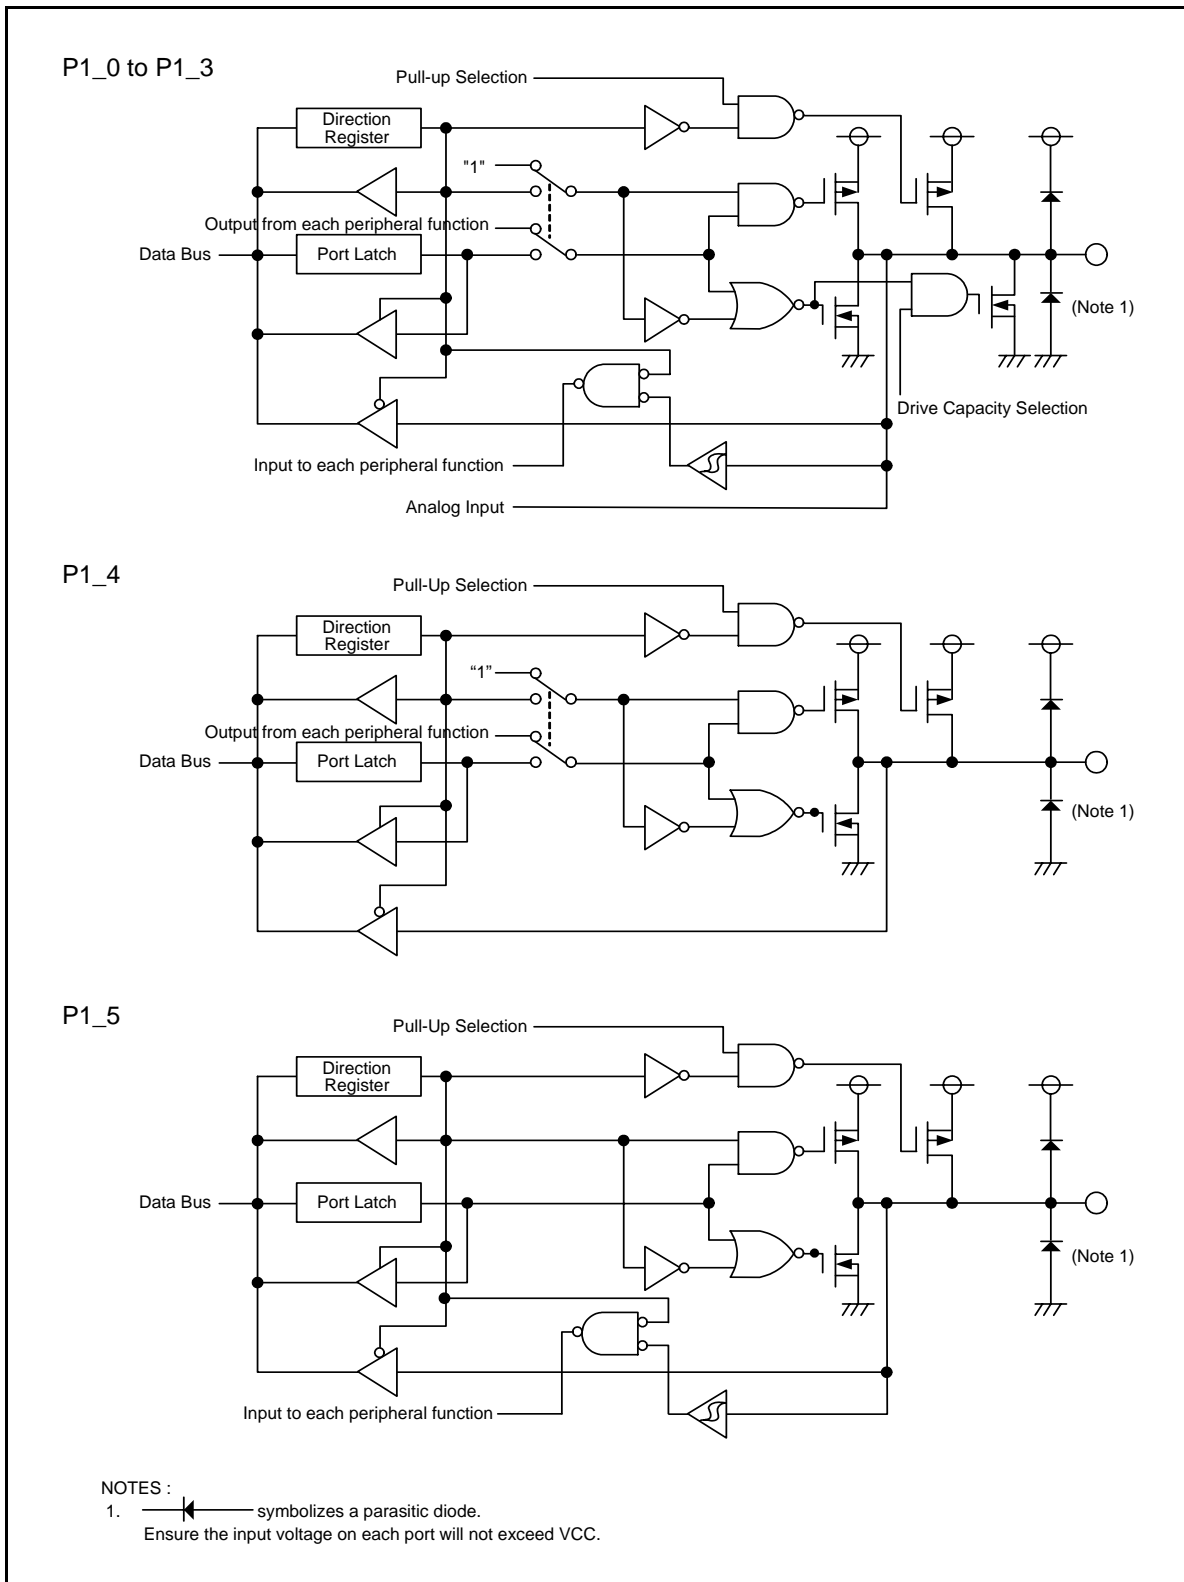 P1_0 to P1_3
Pull-up Selection
Direction
Register
"1"
Output from each peripheral function
Data Bus
Port Latch
(Note 1)
Drive Capacity Selection
Input to each peripheral function
Analog Input
P1_4
Pull-Up Selection
Direction
Register
“1”
Output from each peripheral function
Data Bus
Port Latch
(Note 1)
P1_5
Pull-Up Selection
Direction
Register
Data Bus
Port Latch
(Note 1)
Input to each peripheral function
NOTES :
1. symbolizes a parasitic diode.
Ensure the input voltage on each port will not exceed VCC.